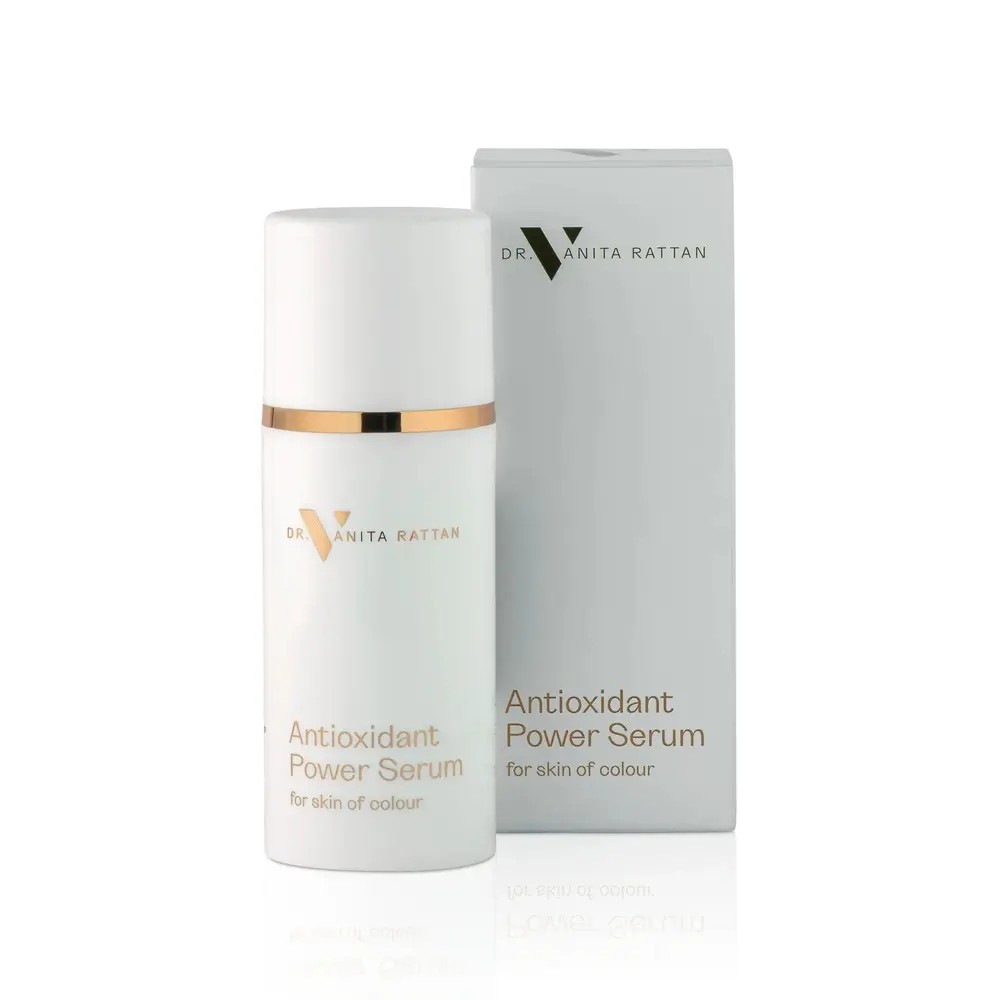 DR. VANITA RATTAN
Antioxidant
Power Serum
for skin of colour
DR. VANITA RATTAN
Antioxidant
Power Serum
for skin of colour